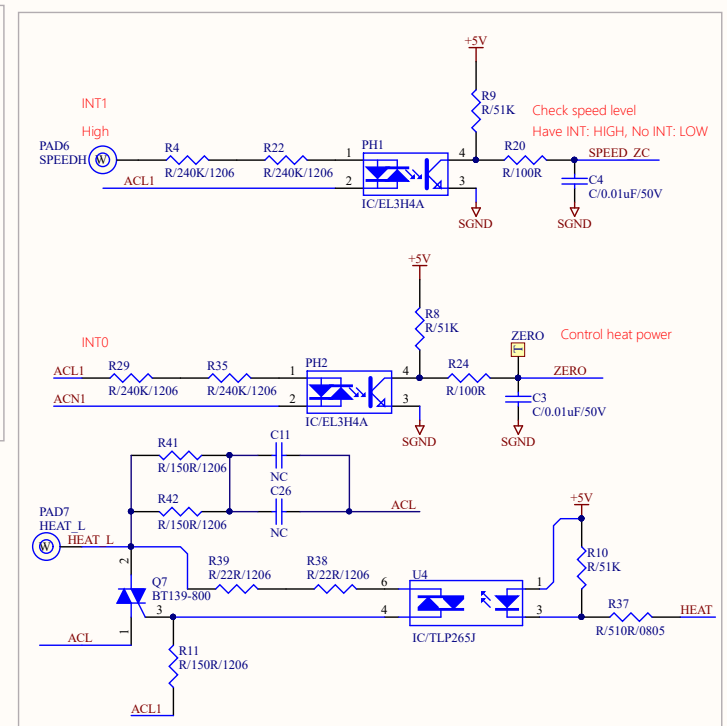 +5V
R9
R/51K
INT1
High
Check speed level
Have INT: HIGH, No INT: LOW
PAD6
SPEEDH
W
R4
R/240K/1206
R22
R/240K/1206
1
2
PH1
IC/EL3H4A
4
3
R20
R/100R
SPEED_ZC
C4
C/0.01uF/50V
ACL1
SGND
SGND
+5V
R8
R/51K
INT0
ZERO
T
Control heat power
ACL1
R29
R/240K/1206
R35
R/240K/1206
1
2
PH2
IC/EL3H4A
4
3
R24
R/100R
ZERO
C3
C/0.01uF/50V
ACN1
SGND
SGND
R41
R/150R/1206
C11
NC
R42
R/150R/1206
C26
NC
ACL
PAD7
HEAT_L
W
HEAT_L
2
Q7
BT139-800
3
1
ACL
R39
R/22R/1206
R38
R/22R/1206
6
4
U4
IC/TLP265J
1
3
+5V
R10
R/51K
R37
R/510R/0805
HEAT
R11
R/150R/1206
ACL1